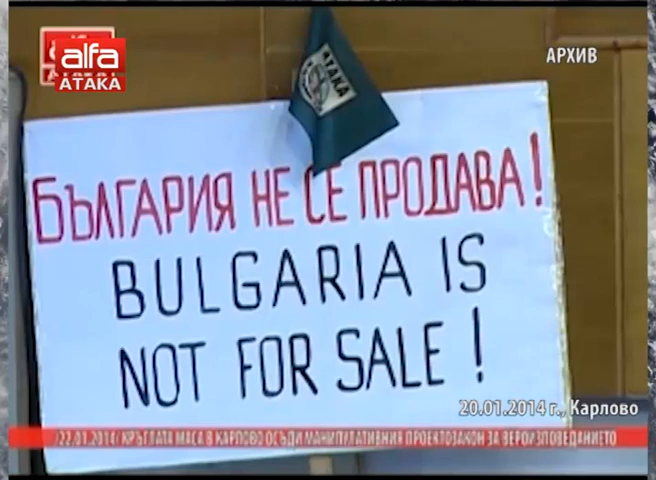 alfa
АТАКА
АРХИВ
АТАКА
БЪЛГАРИЯ НЕ СЕ ПРОДАВА!
BULGARIA IS
NOT FOR SALE !
20.01.2014 г., Карлово
/22.01.2014/ КРЪГЛАТА МАСА В КАРЛОВО ОСЪДИ МАНИПУЛАТИВНИЯ ПРОЕКТОЗАКОН ЗА ВЕРОИЗПОВЕДАНИЕТО